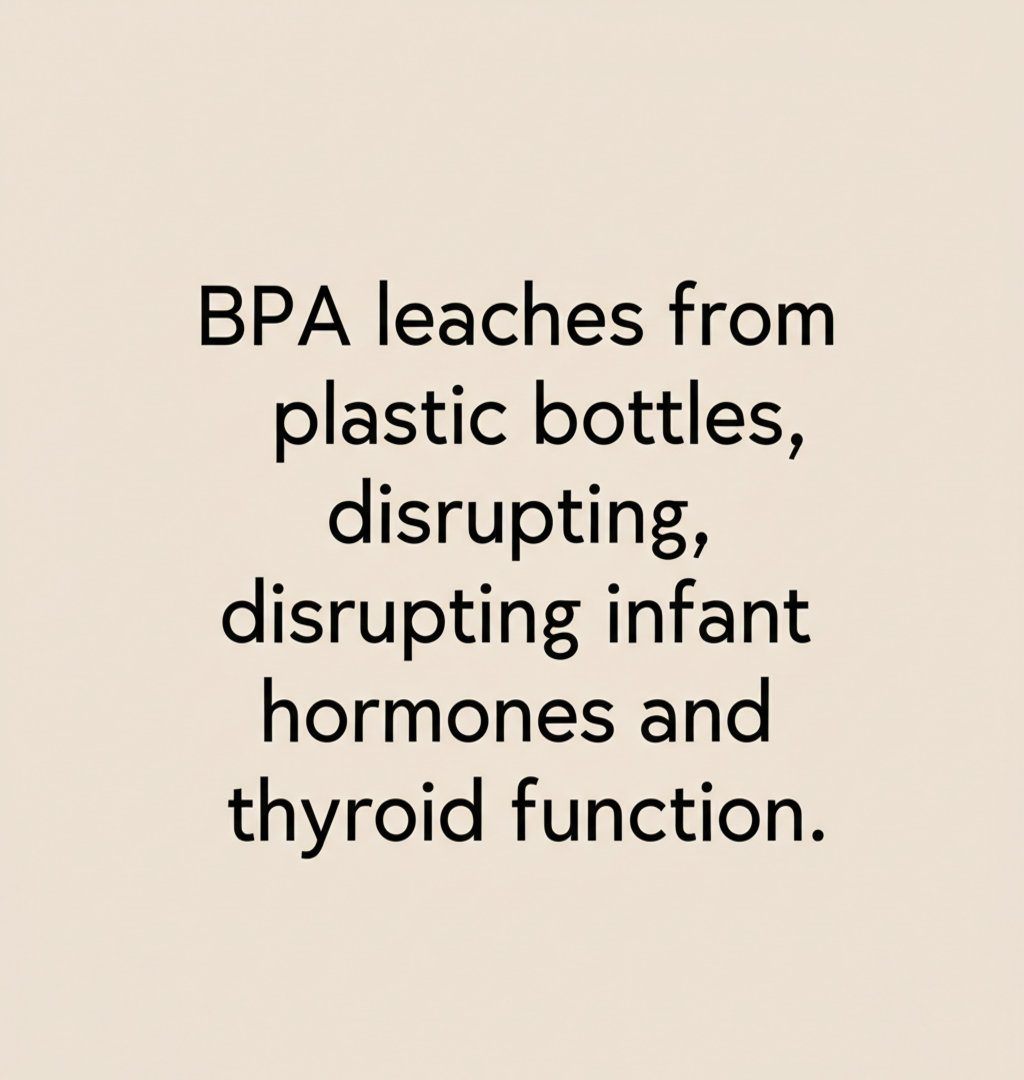 BPA leaches from
plastic bottles,
disrupting,
disrupting infant
hormones and
thyroid function.